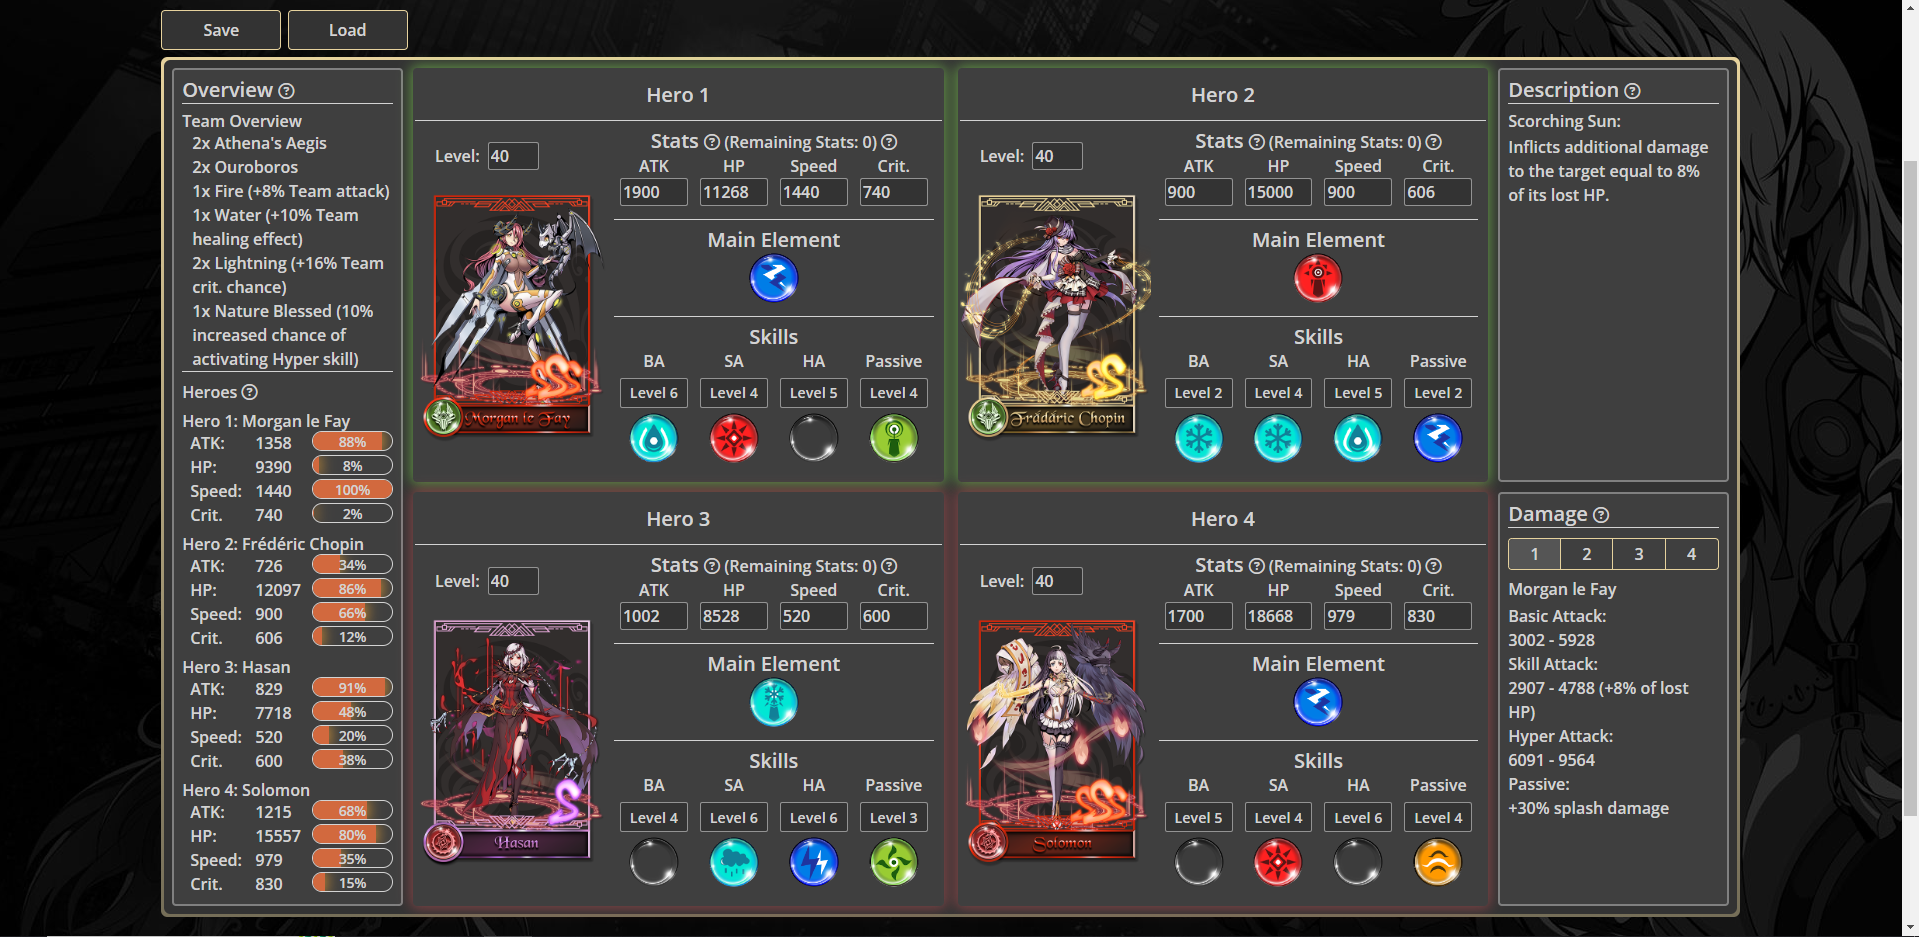 Save
Load
Overview ?
Team Overview
2x Athena's Aegis
2x Ouroboros
1x Fire (+8% Team attack)
1x Water (+10% Team
healing effect)
2x Lightning (+16% Team
crit. chance)
1x Nature Blessed (10%
increased chance of
activating Hyper skill)
Heroes ?
Hero 1: Morgan le Fay
ATK: 1358 88%
HP: 9390 8%
Speed: 1440 100%
Crit. 740 2%
Hero 2: Frédéric Chopin
ATK: 726 34%
HP: 12097 86%
Speed: 900 66%
Crit. 606 12%
Hero 3: Hasan
ATK: 829 91%
HP: 7718 48%
Speed: 520 20%
Crit. 600 38%
Hero 4: Solomon
ATK: 1215 68%
HP: 15557 80%
Speed: 979 35%
Crit. 830 15%
Hero 1
Level: 40
Stats ? (Remaining Stats: 0) ?
ATK HP Speed Crit.
1900 11268 1440 740
Main Element
Skills
BA SA HA Passive
Level 6 Level 4 Level 5 Level 4
Morgan le Fay
Hero 2
Level: 40
Stats ? (Remaining Stats: 0) ?
ATK HP Speed Crit.
900 15000 900 606
Main Element
Skills
BA SA HA Passive
Level 2 Level 4 Level 5 Level 2
Frádáric Chopin
Hero 3
Level: 40
Stats ? (Remaining Stats: 0) ?
ATK HP Speed Crit.
1002 8528 520 600
Main Element
Skills
BA SA HA Passive
Level 4 Level 6 Level 6 Level 3
Hasan
Hero 4
Level: 40
Stats ? (Remaining Stats: 0) ?
ATK HP Speed Crit.
1700 18668 979 830
Main Element
Skills
BA SA HA Passive
Level 5 Level 4 Level 6 Level 4
Solomon
Description ?
Scorching Sun:
Inflicts additional damage
to the target equal to 8%
of its lost HP.
Damage ?
1 2 3 4
Morgan le Fay
Basic Attack:
3002 - 5928
Skill Attack:
2907 - 4788 (+8% of lost
HP)
Hyper Attack:
6091 - 9564
Passive:
+30% splash damage